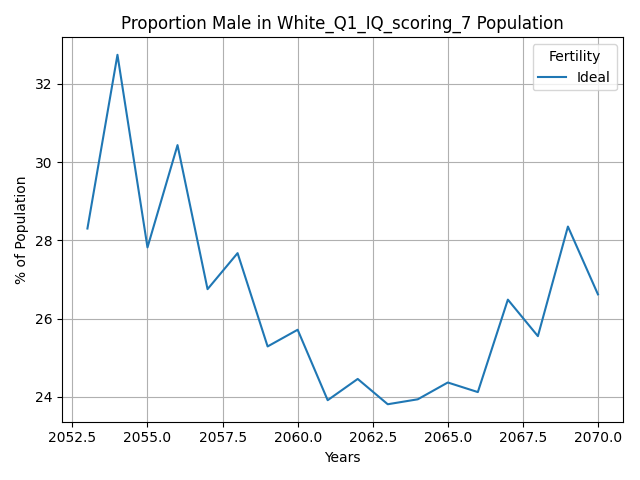 Proportion Male in White_Q1_IQ_scoring_7 Population
Fertility
Ideal
% of Population
32
30
28
26
24
2052.5 2055.0 2057.5 2060.0 2062.5 2065.0 2067.5 2070.0
Years